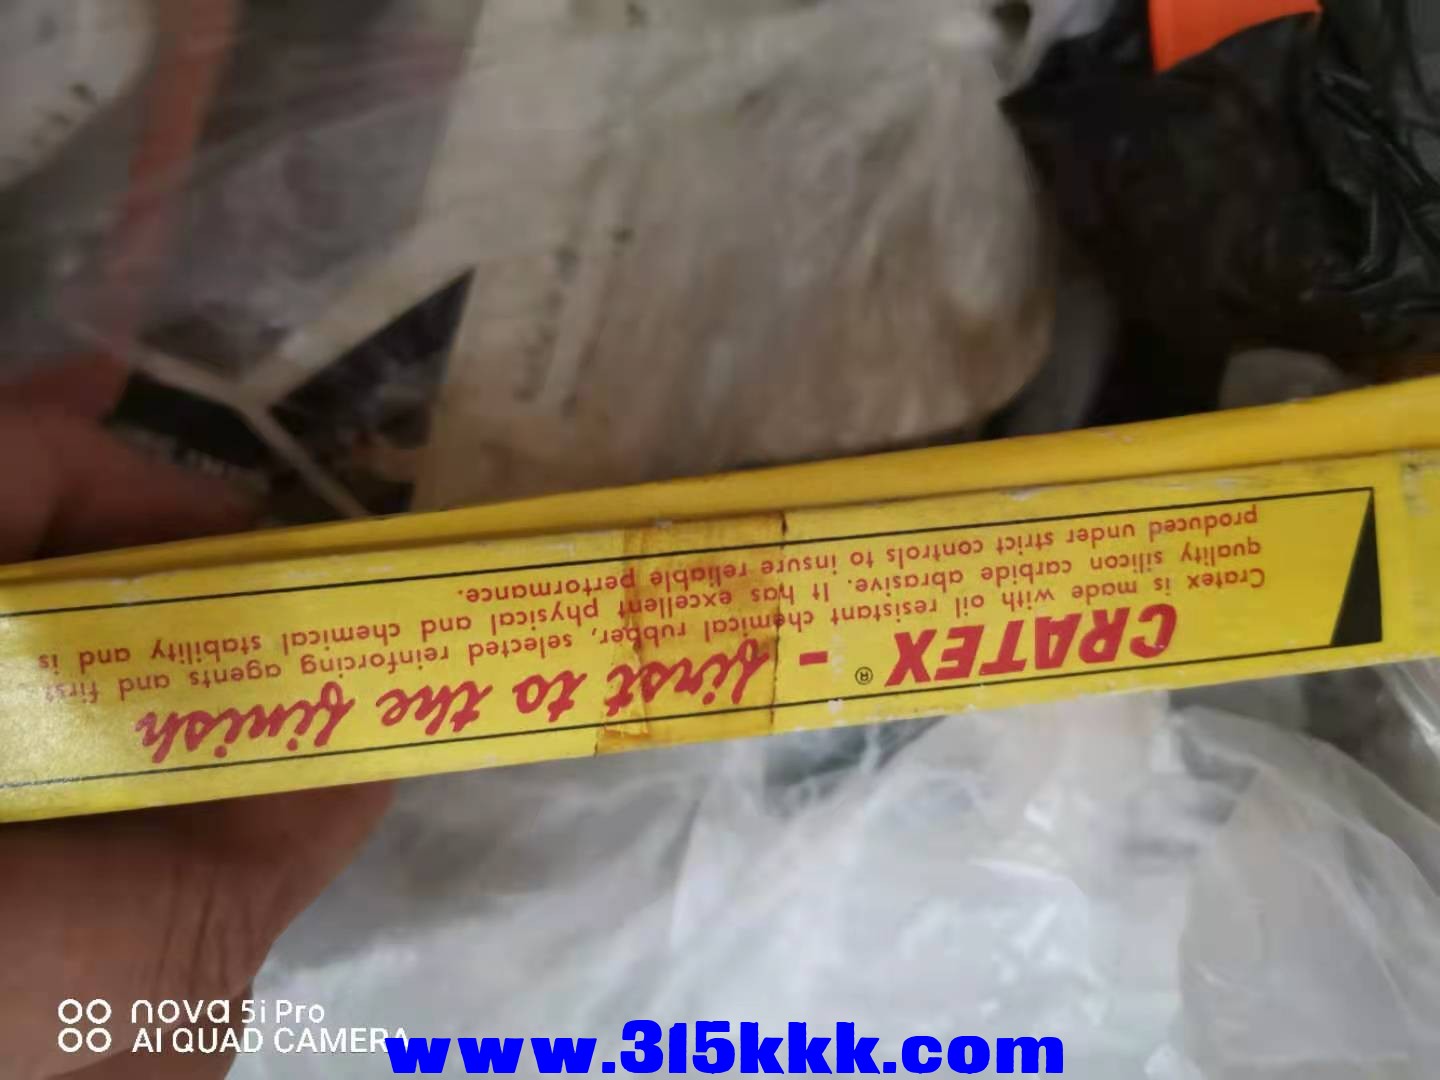 CRATEX® - first to the finish
Cratex is made with oil resistant chemical rubber, selected reinforcing agents and first
quality silicon carbide abrasive. It has excellent physical and chemical stability and is
produced under strict controls to insure reliable performance.
nova 5i Pro
AI QUAD CAMERA
www.315kkk.com